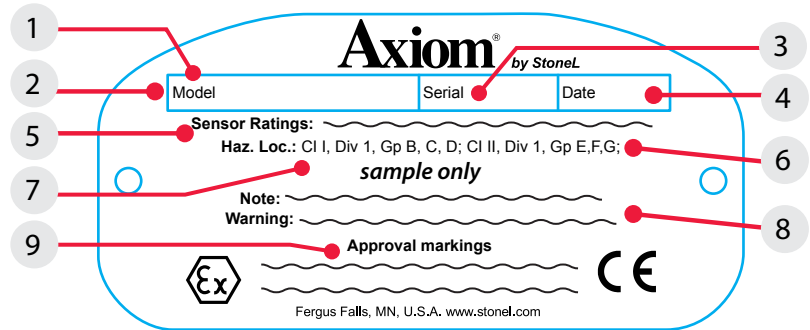 1
Axiom®
by StoneL
3
2
Model
Serial
Date
4
5
Sensor Ratings:
Haz. Loc.: Cl I, Div 1, Gp B, C, D; Cl II, Div 1, Gp E,F,G;
6
7
sample only
Note:
Warning:
8
9
Approval markings
Ex
CE
Fergus Falls, MN, U.S.A. www.stonel.com